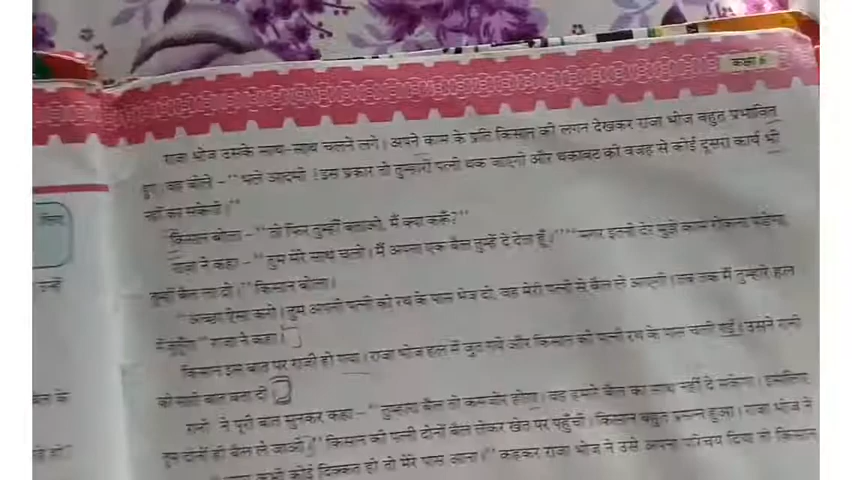 कक्षा 6
राजा भोज उसके साथ-साथ चलने लगे। अपने काम के प्रति किसान की लगन देखकर राजा भोज बहुत प्रभावित
हुए। वह बोले - "भले आदमी ! इस प्रकार तो तुम्हारी पत्नी थक जाएगी और थकावट की वजह से कोई दूसरा कार्य भी
नहीं कर सकेगी।"
किसान बोला - "तो फिर तुम्हीं बताओ, मैं क्या करूँ?"
राजा ने कहा - "तुम मेरे साथ चलो। मैं अपना एक बैल तुम्हें दे देता हूँ।" "मगर इतनी देर मुझे काम रोकना पड़ेगा,
तुम्हीं बैल ला दो।" किसान बोला।
"अच्छा ऐसा करो। तुम अपनी पत्नी को रथ के पास भेज दो, वह मेरी पत्नी से बैल ले आएगी। तब तक मैं तुम्हारे हल
में " राजा ने कहा।
किसान इस बात पर राजी हो गया। राजा भोज हल में जुत गये और किसान की पत्नी रथ के पास चली गई। उसने रानी
को सारी बात बता दी।
रानी ने पूरी बात सुनकर कहा - "तुम्हारा बैल तो कमजोर होगा। वह हमारे बैल का साथ नहीं दे सकेगा। इसलिए
तुम दोनों ही बैल ले जाओ।" किसान की पत्नी दोनों बैल लेकर खेत पर पहुँची। किसान बहुत प्रसन्न हुआ। राजा भोज ने
कभी कोई दिक्कत हो तो मेरे पास आना।" कहकर राजा भोज ने उसे अपना परिचय दिया तो किसान